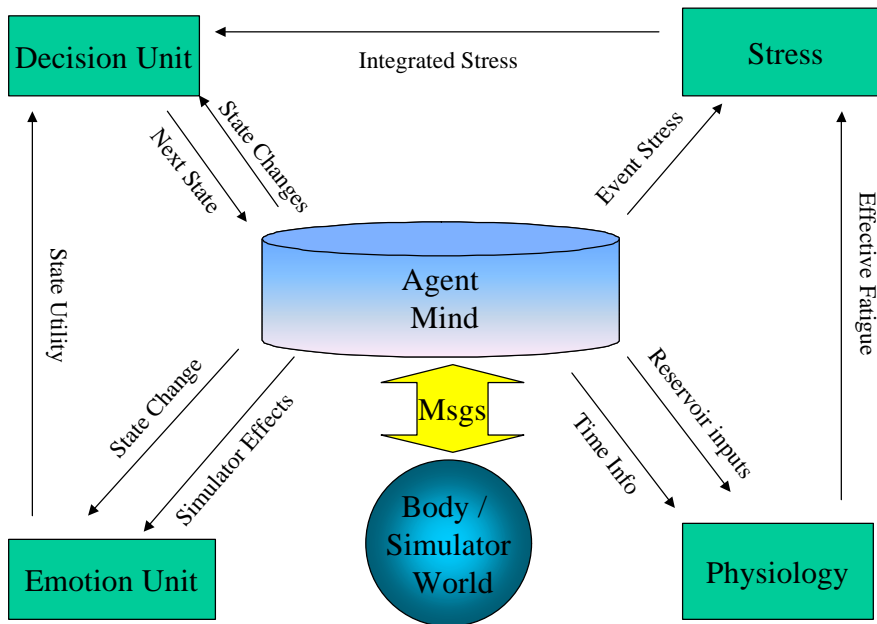 Decision Unit
Integrated Stress
Stress
State Changes
Next State
Event Stress
Effective Fatigue
State Utility
Agent
Mind
State Change
Simulator Effects
Msgs
Reservoir inputs
Time Info
Body /
Simulator
World
Emotion Unit
Physiology